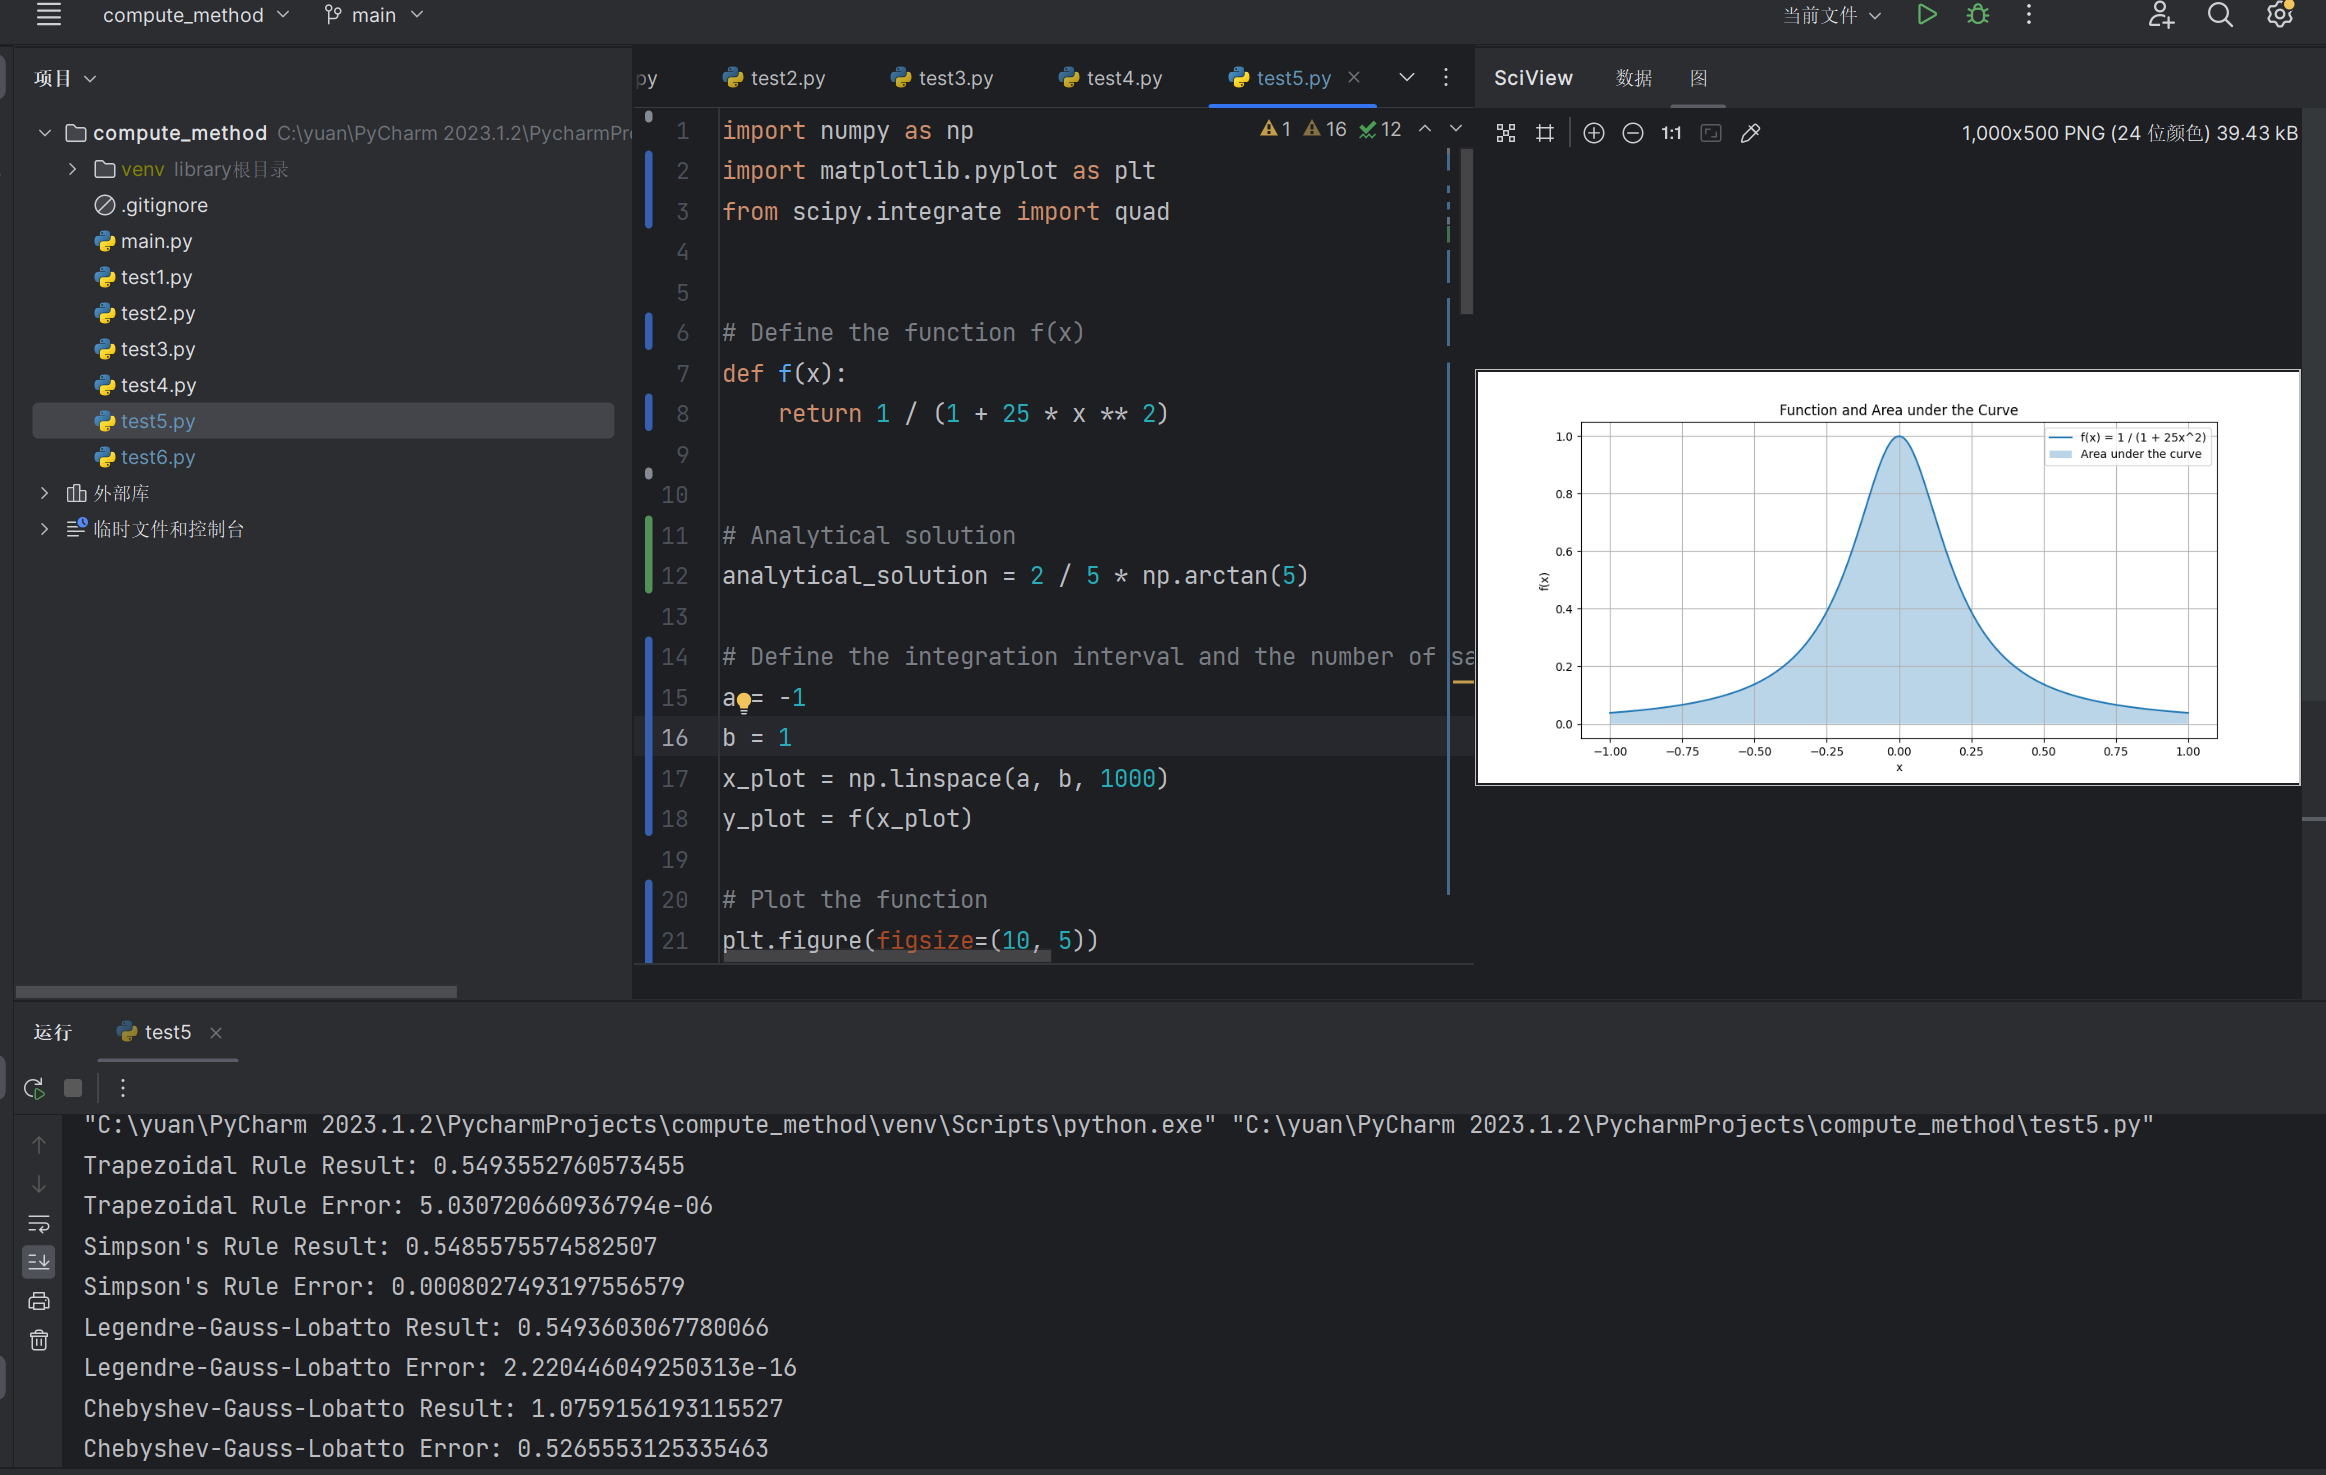 compute_method
main
当前文件
项目
py
test2.py
test3.py
test4.py
test5.py
SciView
数据
图
compute_method C:\yuan\PyCharm 2023.1.2\PycharmPr
venv library根目录
.gitignore
main.py
test1.py
test2.py
test3.py
test4.py
test5.py
test6.py
外部库
临时文件和控制台
1 16 12
1 import numpy as np
2 import matplotlib.pyplot as plt
3 from scipy.integrate import quad
4
5
6 # Define the function f(x)
7 def f(x):
8 return 1 / (1 + 25 * x ** 2)
9
10
11 # Analytical solution
12 analytical_solution = 2 / 5 * np.arctan(5)
13
14 # Define the integration interval and the number of sa
15 a = -1
16 b = 1
17 x_plot = np.linspace(a, b, 1000)
18 y_plot = f(x_plot)
19
20 # Plot the function
21 plt.figure(figsize=(10, 5))
1:1
1,000x500 PNG (24 位颜色) 39.43 kB
Function and Area under the Curve
f(x) = 1 / (1 + 25x^2)
Area under the curve
1.0
0.8
0.6
0.4
0.2
0.0
f(x)
−1.00 −0.75 −0.50 −0.25 0.00 0.25 0.50 0.75 1.00
x
运行
test5
"C:\yuan\PyCharm 2023.1.2\PycharmProjects\compute_method\venv\Scripts\python.exe" "C:\yuan\PyCharm 2023.1.2\PycharmProjects\compute_method\test5.py"
Trapezoidal Rule Result: 0.5493552760573455
Trapezoidal Rule Error: 5.030720660936794e-06
Simpson's Rule Result: 0.5485575574582507
Simpson's Rule Error: 0.0008027493197556579
Legendre-Gauss-Lobatto Result: 0.5493603067780066
Legendre-Gauss-Lobatto Error: 2.220446049250313e-16
Chebyshev-Gauss-Lobatto Result: 1.0759156193115527
Chebyshev-Gauss-Lobatto Error: 0.5265553125335463